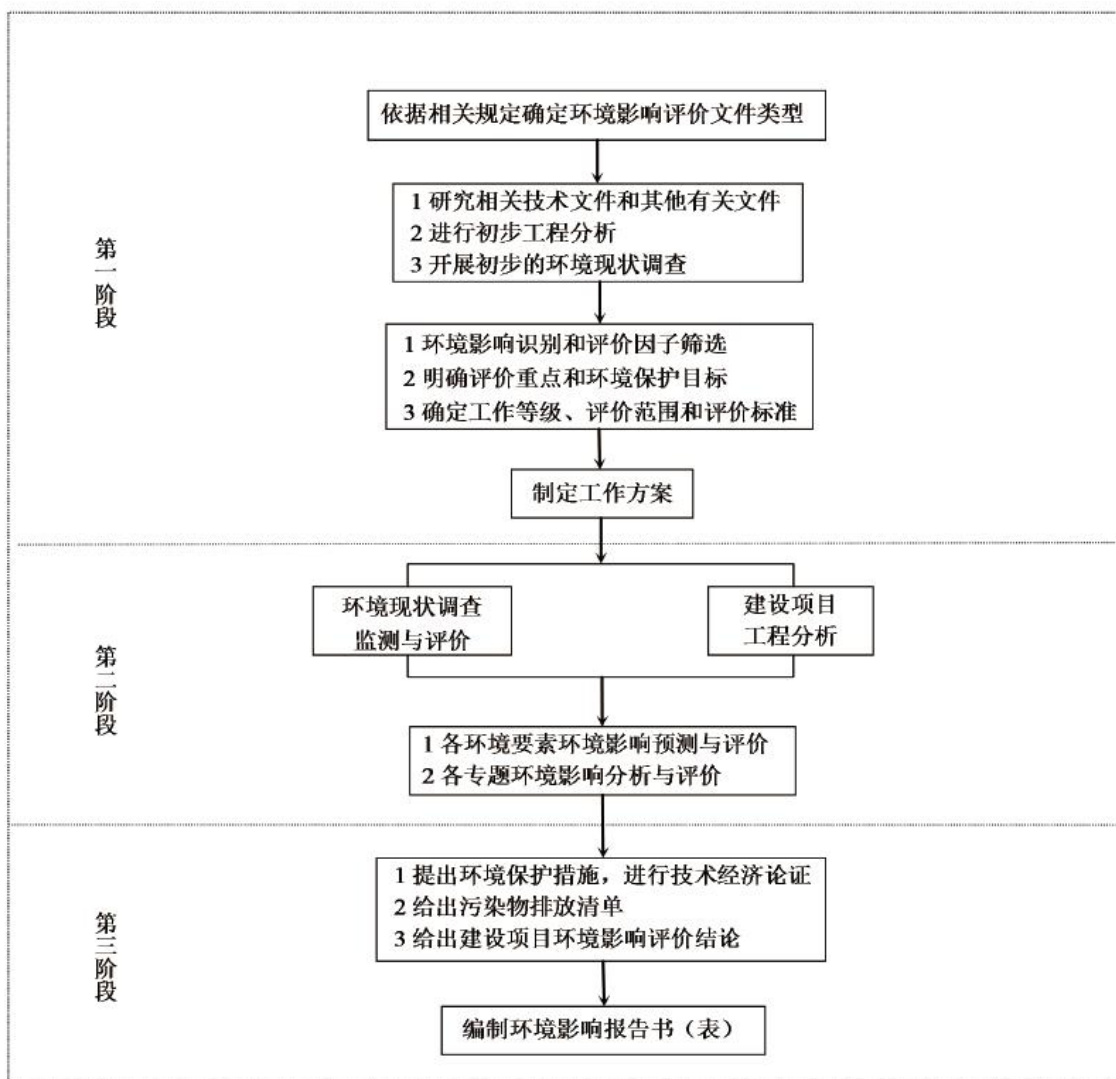 依据相关规定确定环境影响评价文件类型
1 研究相关技术文件和其他有关文件
2 进行初步工程分析
3 开展初步的环境现状调查
第一阶段
1 环境影响识别和评价因子筛选
2 明确评价重点和环境保护目标
3 确定工作等级、评价范围和评价标准
制定工作方案
环境现状调查
监测与评价
建设项目
工程分析
第二阶段
1 各环境要素环境影响预测与评价
2 各专题环境影响分析与评价
1 提出环境保护措施，进行技术经济论证
2 给出污染物排放清单
3 给出建设项目环境影响评价结论
第三阶段
编制环境影响报告书（表）